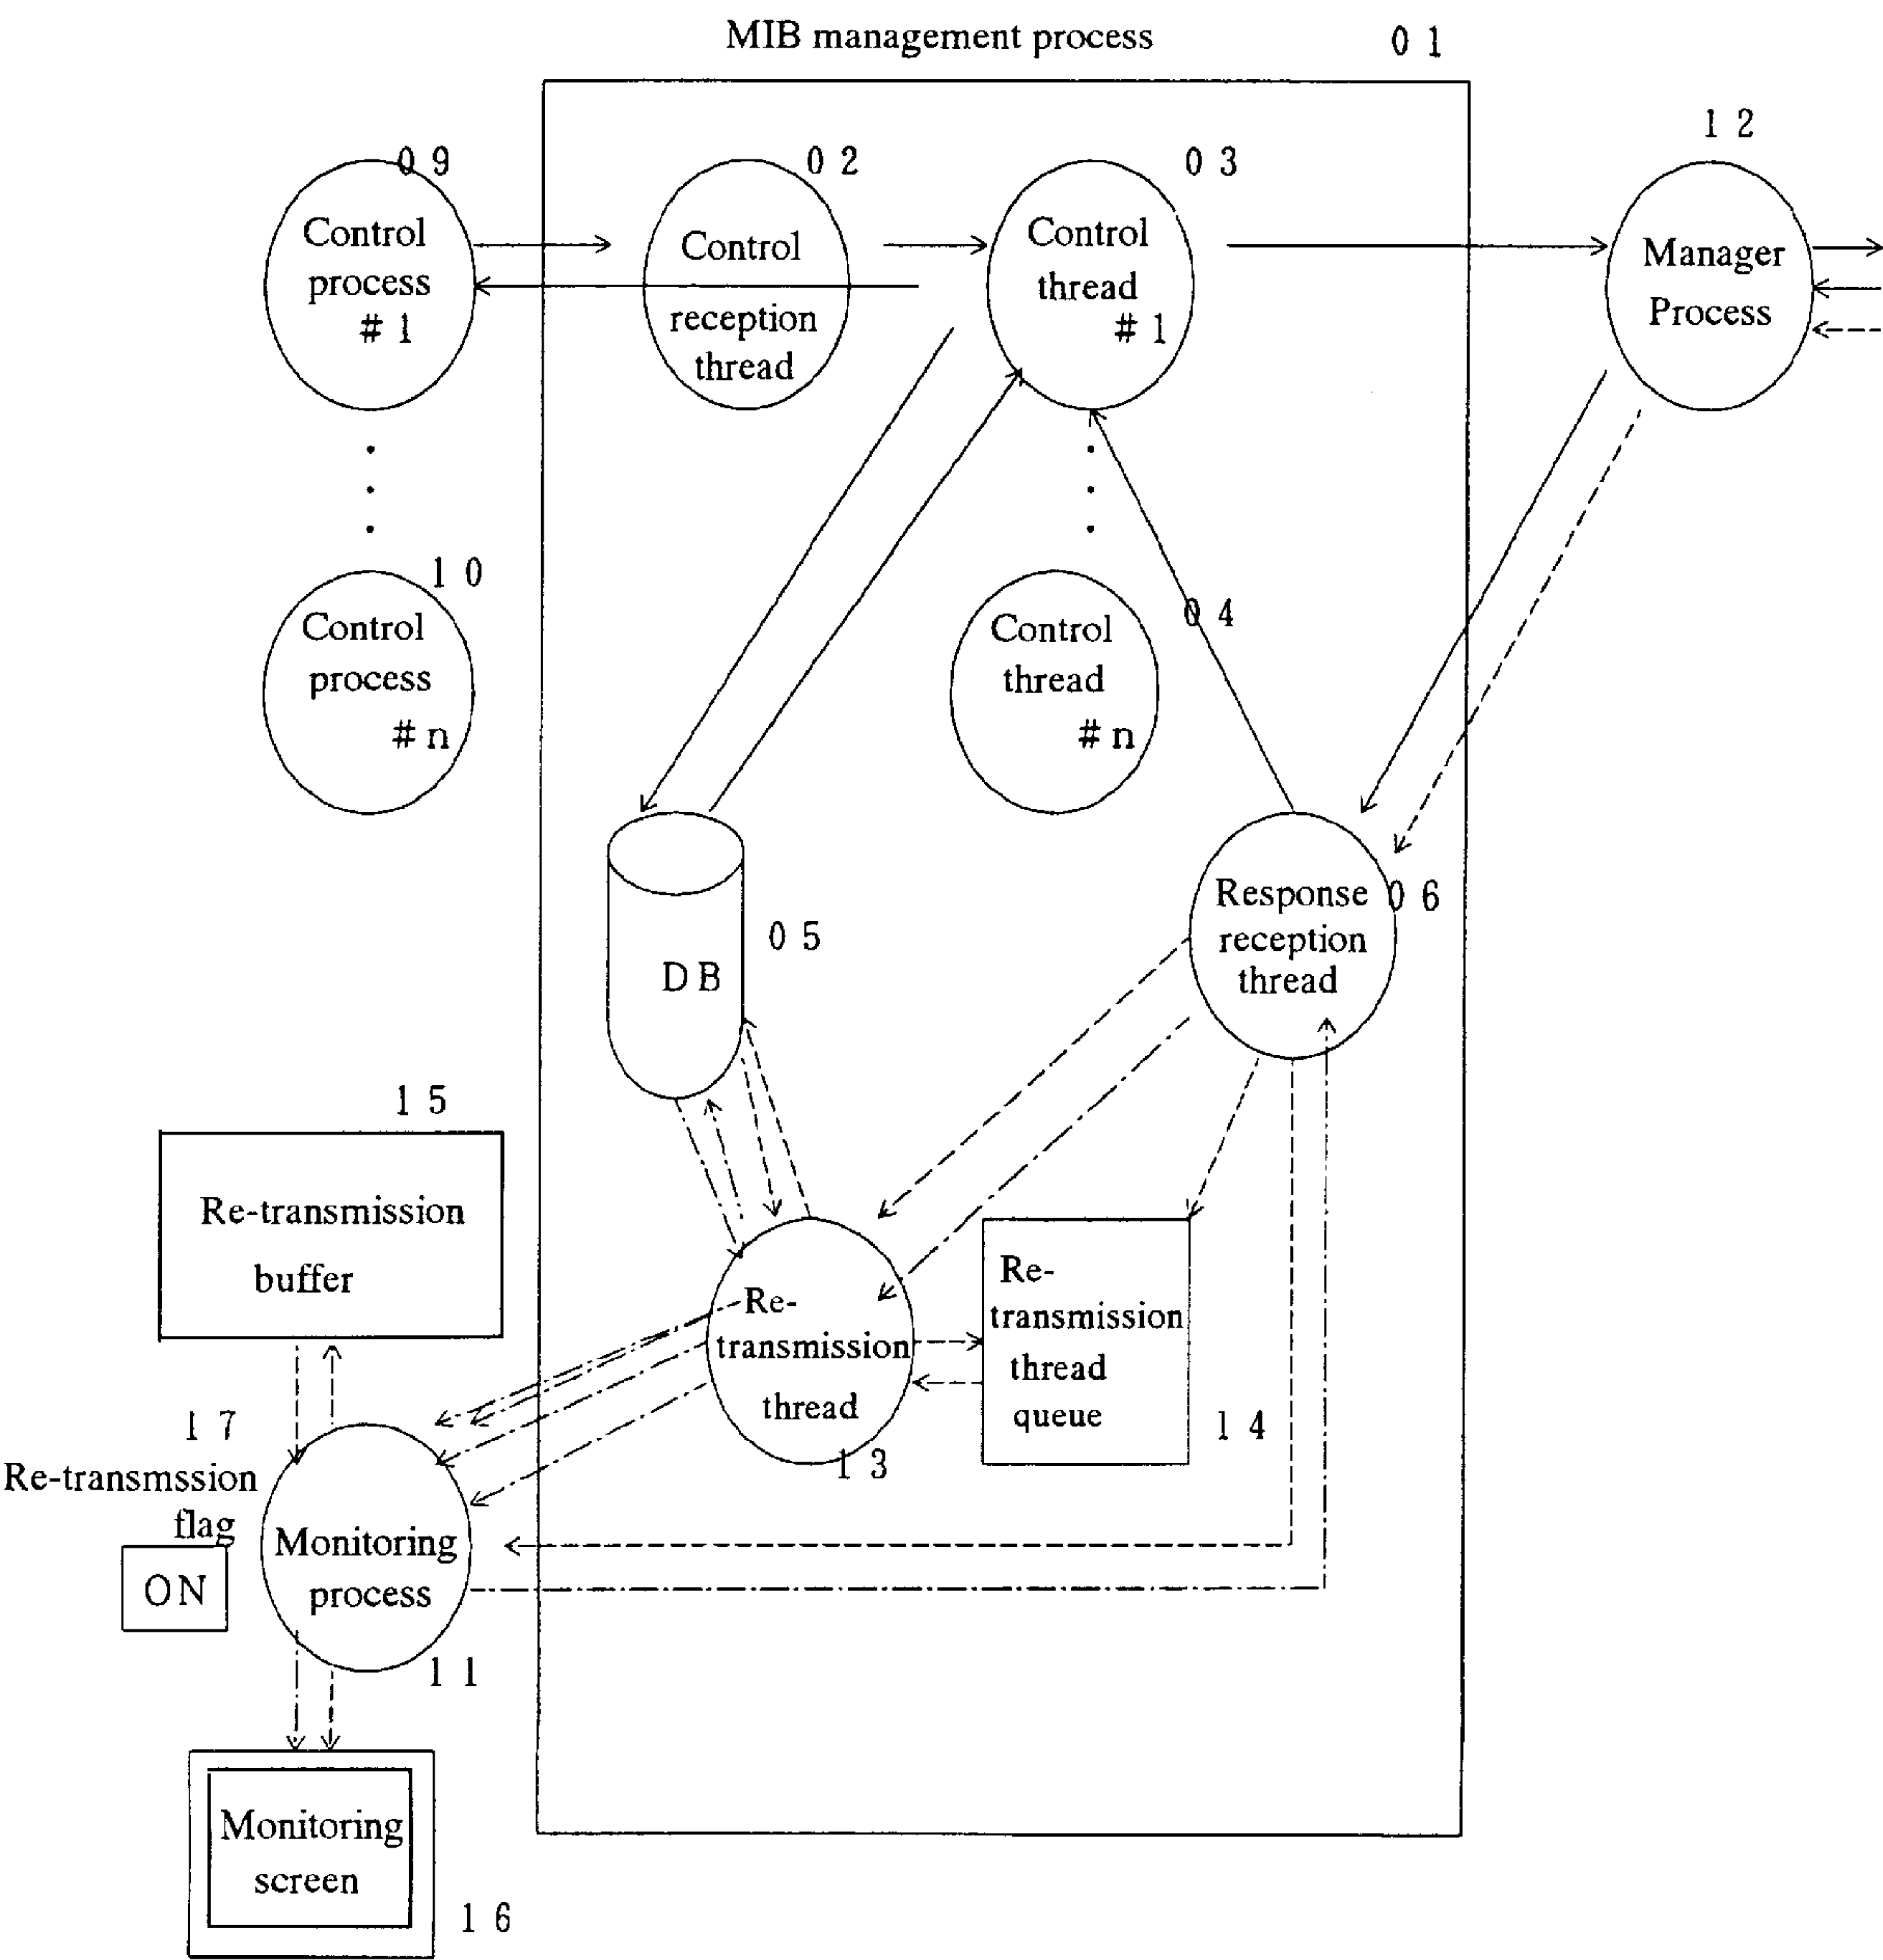 MIB management process
0 1
1 2
0 9
0 2
0 3
Control
process
# 1
Control
reception
thread
Control
thread
# 1
Manager
Process
1 0
Control
process
# n
0 4
Control
thread
# n
Response
reception
thread
0 6
0 5
D B
1 5
Re-transmission
buffer
Re-
transmission
thread
1 3
Re-
transmission
thread
queue
1 4
1 7
Re-transmssion
flag
ON
Monitoring
process
1 1
Monitoring
screen
1 6